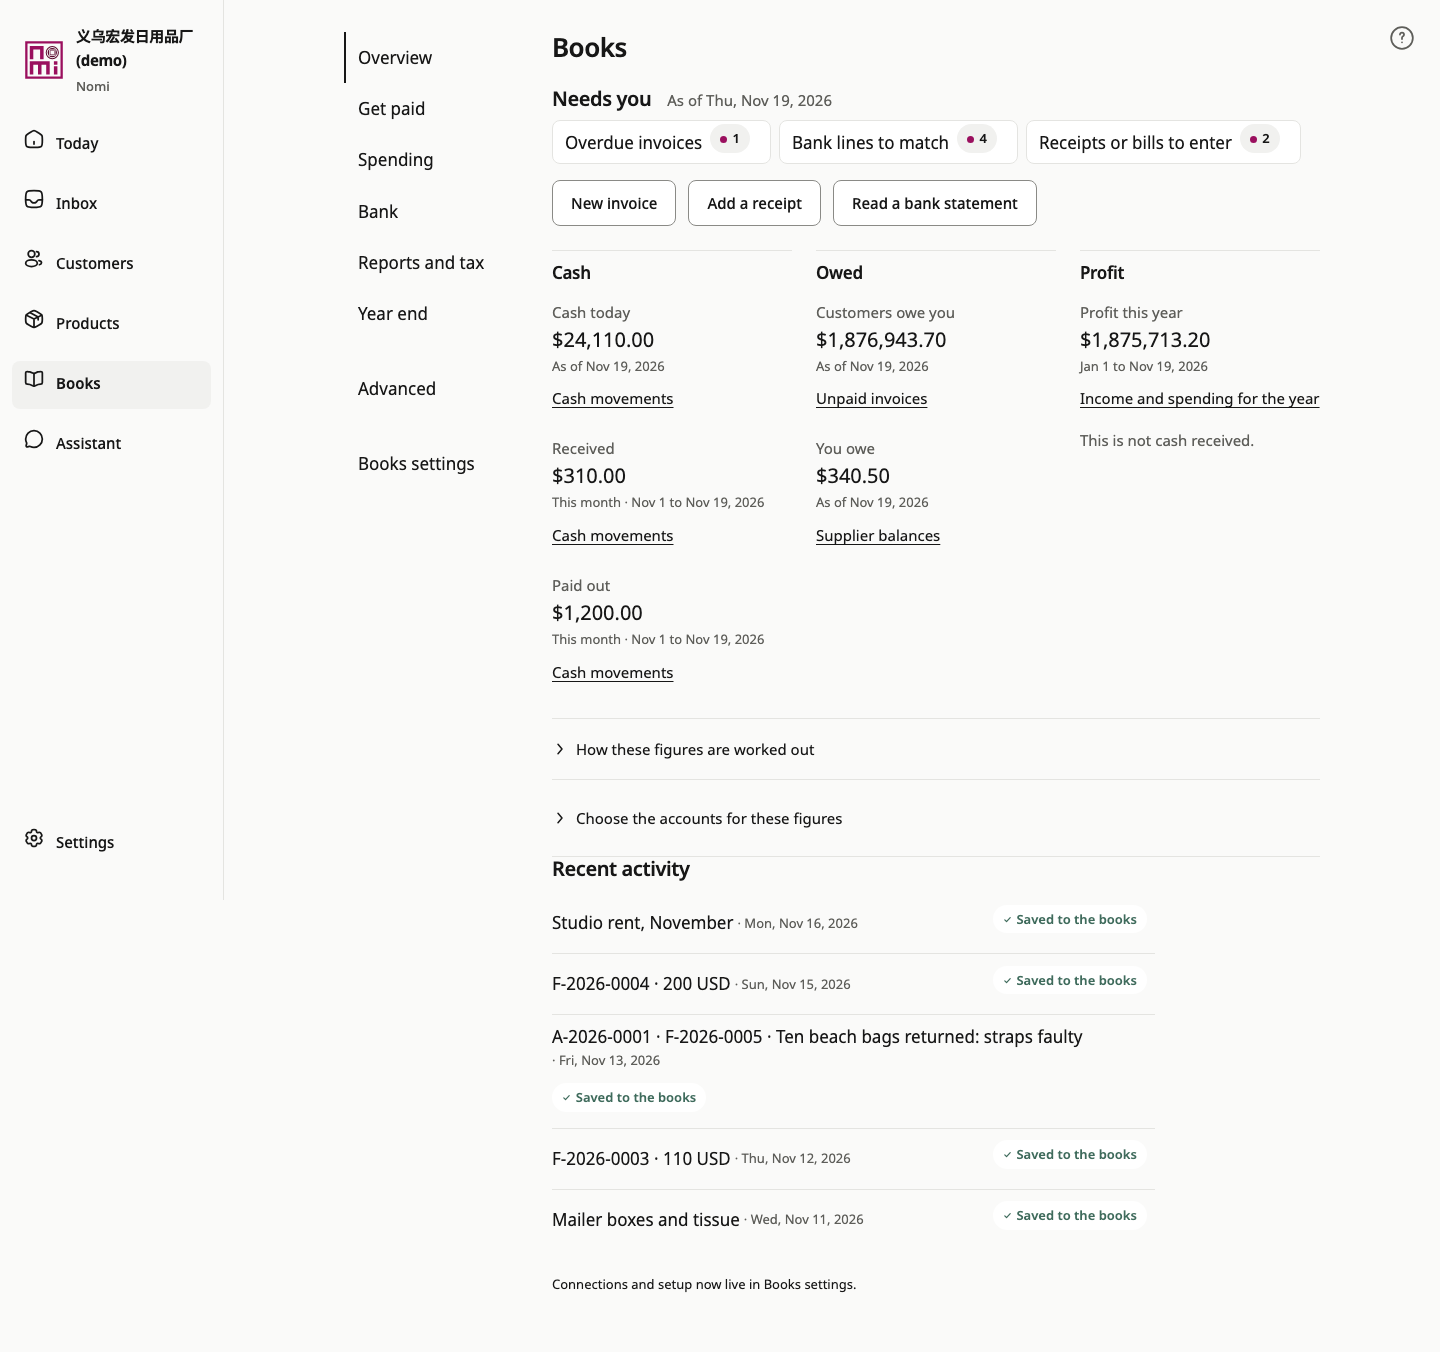 义乌宏发日用品厂
(demo)
Nomi
Today
Inbox
Customers
Products
Books
Assistant
Settings
Overview
Get paid
Spending
Bank
Reports and tax
Year end
Advanced
Books settings
Books
Needs you As of Thu, Nov 19, 2026
Overdue invoices 1 Bank lines to match 4 Receipts or bills to enter 2
New invoice Add a receipt Read a bank statement
Cash
Cash today
$24,110.00
As of Nov 19, 2026
Cash movements
Received
$310.00
This month · Nov 1 to Nov 19, 2026
Cash movements
Paid out
$1,200.00
This month · Nov 1 to Nov 19, 2026
Cash movements
Owed
Customers owe you
$1,876,943.70
As of Nov 19, 2026
Unpaid invoices
You owe
$340.50
As of Nov 19, 2026
Supplier balances
Profit
Profit this year
$1,875,713.20
Jan 1 to Nov 19, 2026
Income and spending for the year
This is not cash received.
How these figures are worked out
Choose the accounts for these figures
Recent activity
Studio rent, November · Mon, Nov 16, 2026 Saved to the books
F-2026-0004 · 200 USD · Sun, Nov 15, 2026 Saved to the books
A-2026-0001 · F-2026-0005 · Ten beach bags returned: straps faulty
· Fri, Nov 13, 2026
Saved to the books
F-2026-0003 · 110 USD · Thu, Nov 12, 2026 Saved to the books
Mailer boxes and tissue · Wed, Nov 11, 2026 Saved to the books
Connections and setup now live in Books settings.